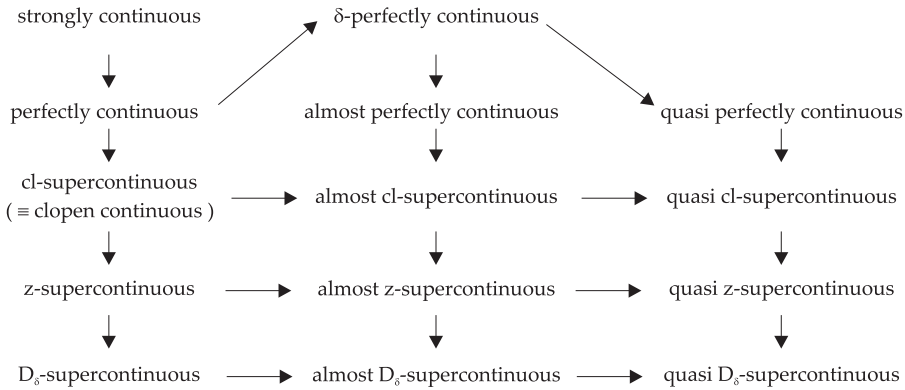 strongly continuous δ-perfectly continuous
perfectly continuous almost perfectly continuous quasi perfectly continuous
cl-supercontinuous
(≡ clopen continuous ) almost cl-supercontinuous quasi cl-supercontinuous
z-supercontinuous almost z-supercontinuous quasi z-supercontinuous
Dδ-supercontinuous almost Dδ-supercontinuous quasi Dδ-supercontinuous